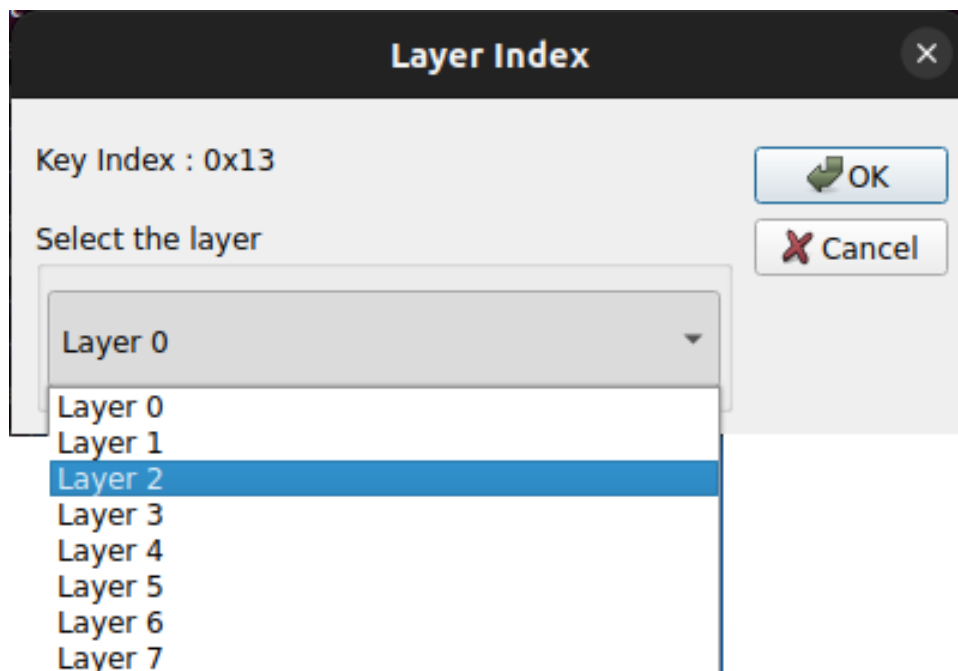 Layer Index
Key Index : 0x13
OK
Select the layer
Cancel
Layer 0
Layer 0
Layer 1
Layer 2
Layer 3
Layer 4
Layer 5
Layer 6
Layer 7